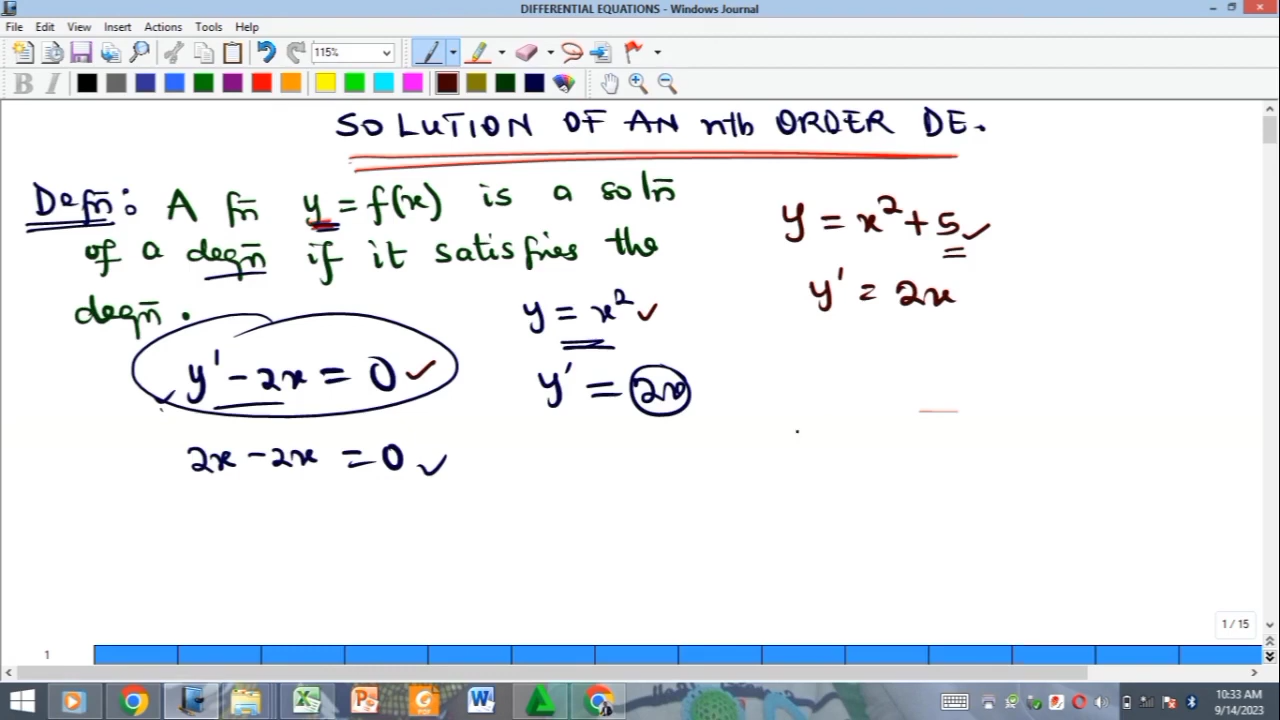 DIFFERENTIAL EQUATIONS - Windows Journal
File Edit View Insert Actions Tools Help
115%
B I
SOLUTION OF AN nth ORDER DE.
Defn̄: A fn̄ y = f(x) is a soln̄
of a deqn̄ if it satisfies the
deqn̄.
y' - 2x = 0 ✓
2x - 2x = 0 ✓
y = x² ✓
y' = 2x
y = x² + 5 ✓
y' = 2x
1 / 15
1
10:33 AM
9/14/2023